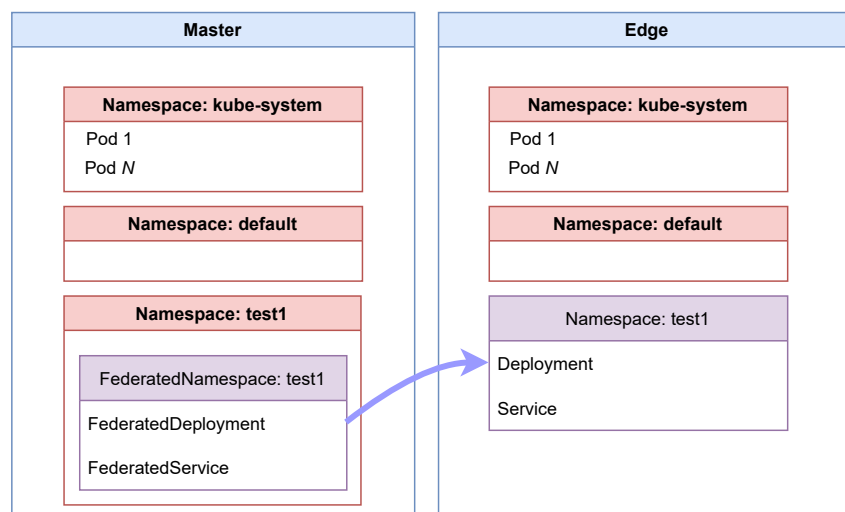 Master
Namespace: kube-system
Pod 1
Pod N
Namespace: default
Namespace: test1
FederatedNamespace: test1
FederatedDeployment
FederatedService
Edge
Namespace: kube-system
Pod 1
Pod N
Namespace: default
Namespace: test1
Deployment
Service